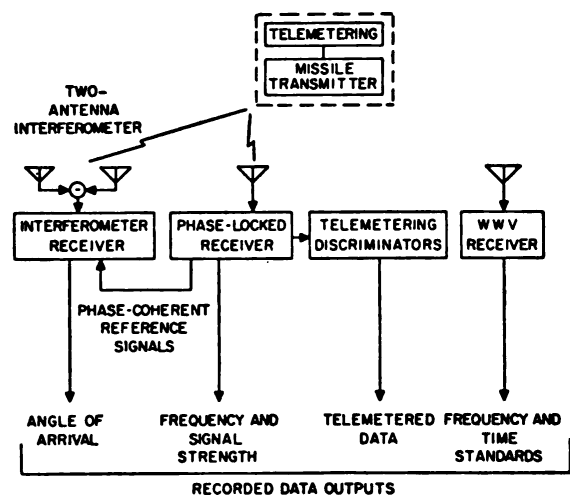 TELEMETERING
MISSILE
TRANSMITTER
TWO-
ANTENNA
INTERFEROMETER
INTERFEROMETER
RECEIVER
PHASE-LOCKED
RECEIVER
TELEMETERING
DISCRIMINATORS
WWV
RECEIVER
PHASE-COHERENT
REFERENCE
SIGNALS
ANGLE OF
ARRIVAL
FREQUENCY AND
SIGNAL
STRENGTH
TELEMETERED
DATA
FREQUENCY AND
TIME
STANDARDS
RECORDED DATA OUTPUTS